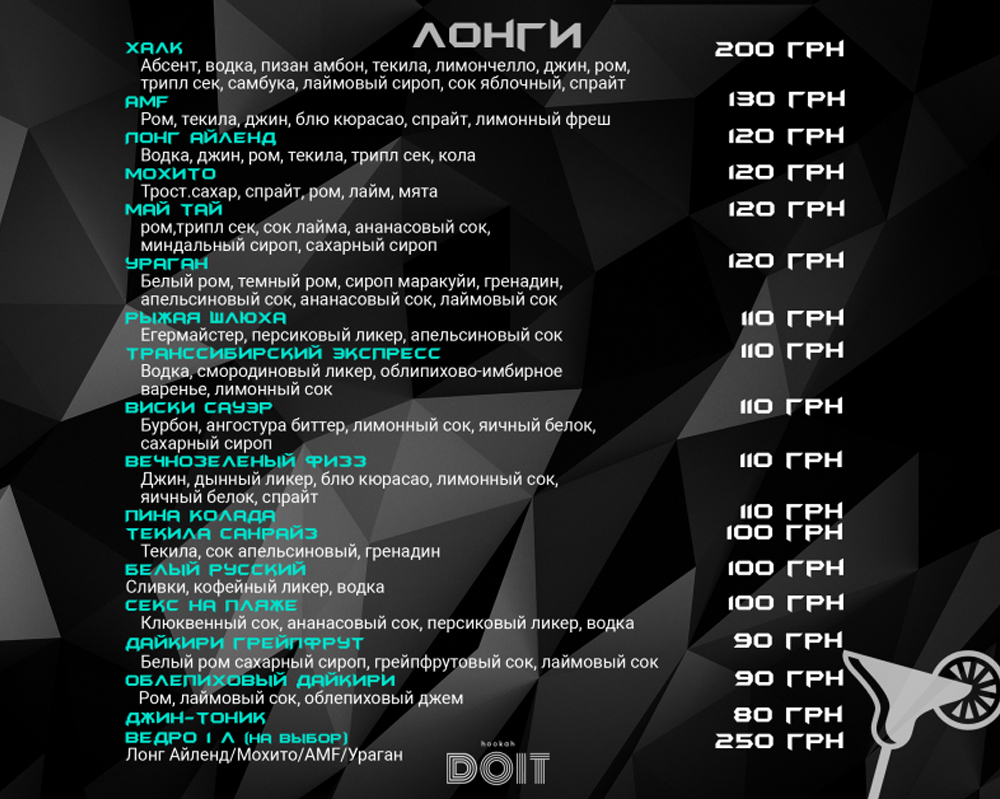 ЛОНГИ
ХАЛК 200 ГРН
Абсент, водка, пизан амбон, текила, лимончелло, джин, ром,
трипл сек, самбука, лаймовый сироп, сок яблочный, спрайт
AMF 130 ГРН
Ром, текила, джин, блю кюрасао, спрайт, лимонный фреш
ЛОНГ АЙЛЕНД 120 ГРН
Водка, джин, ром, текила, трипл сек, кола
МОХИТО 120 ГРН
Трост.сахар, спрайт, ром, лайм, мята
МАЙ ТАЙ 120 ГРН
ром,трипл сек, сок лайма, ананасовый сок,
миндальный сироп, сахарный сироп
УРАГАН 120 ГРН
Белый ром, темный ром, сироп маракуйи, гренадин,
апельсиновый сок, ананасовый сок, лаймовый сок
РЫЖАЯ ШЛЮХА 110 ГРН
Егермайстер, персиковый ликер, апельсиновый сок
ТРАНССИБИРСКИЙ ЭКСПРЕСС 110 ГРН
Водка, смородиновый ликер, облипихово-имбирное
варенье, лимонный сок
ВИСКИ САУЭР 110 ГРН
Бурбон, ангостура биттер, лимонный сок, яичный белок,
сахарный сироп
ВЕЧНОЗЕЛЕНЫЙ ФИЗЗ 110 ГРН
Джин, дынный ликер, блю кюрасао, лимонный сок,
яичный белок, спрайт
ПИНА КОЛАДА 110 ГРН
ТЕКИЛА САНРАЙЗ 100 ГРН
Текила, сок апельсиновый, гренадин
БЕЛЫЙ РУССКИЙ 100 ГРН
Сливки, кофейный ликер, водка
СЕКС НА ПЛЯЖЕ 100 ГРН
Клюквенный сок, ананасовый сок, персиковый ликер, водка
ДАЙКИРИ ГРЕЙПФРУТ 90 ГРН
Белый ром сахарный сироп, грейпфрутовый сок, лаймовый сок
ОБЛЕПИХОВЫЙ ДАЙКИРИ 90 ГРН
Ром, лаймовый сок, облепиховый джем
ДЖИН-ТОНИК 80 ГРН
ВЕДРО 1 Л (НА ВЫБОР) 250 ГРН
Лонг Айленд/Мохито/AMF/Ураган
hookah
DOIT